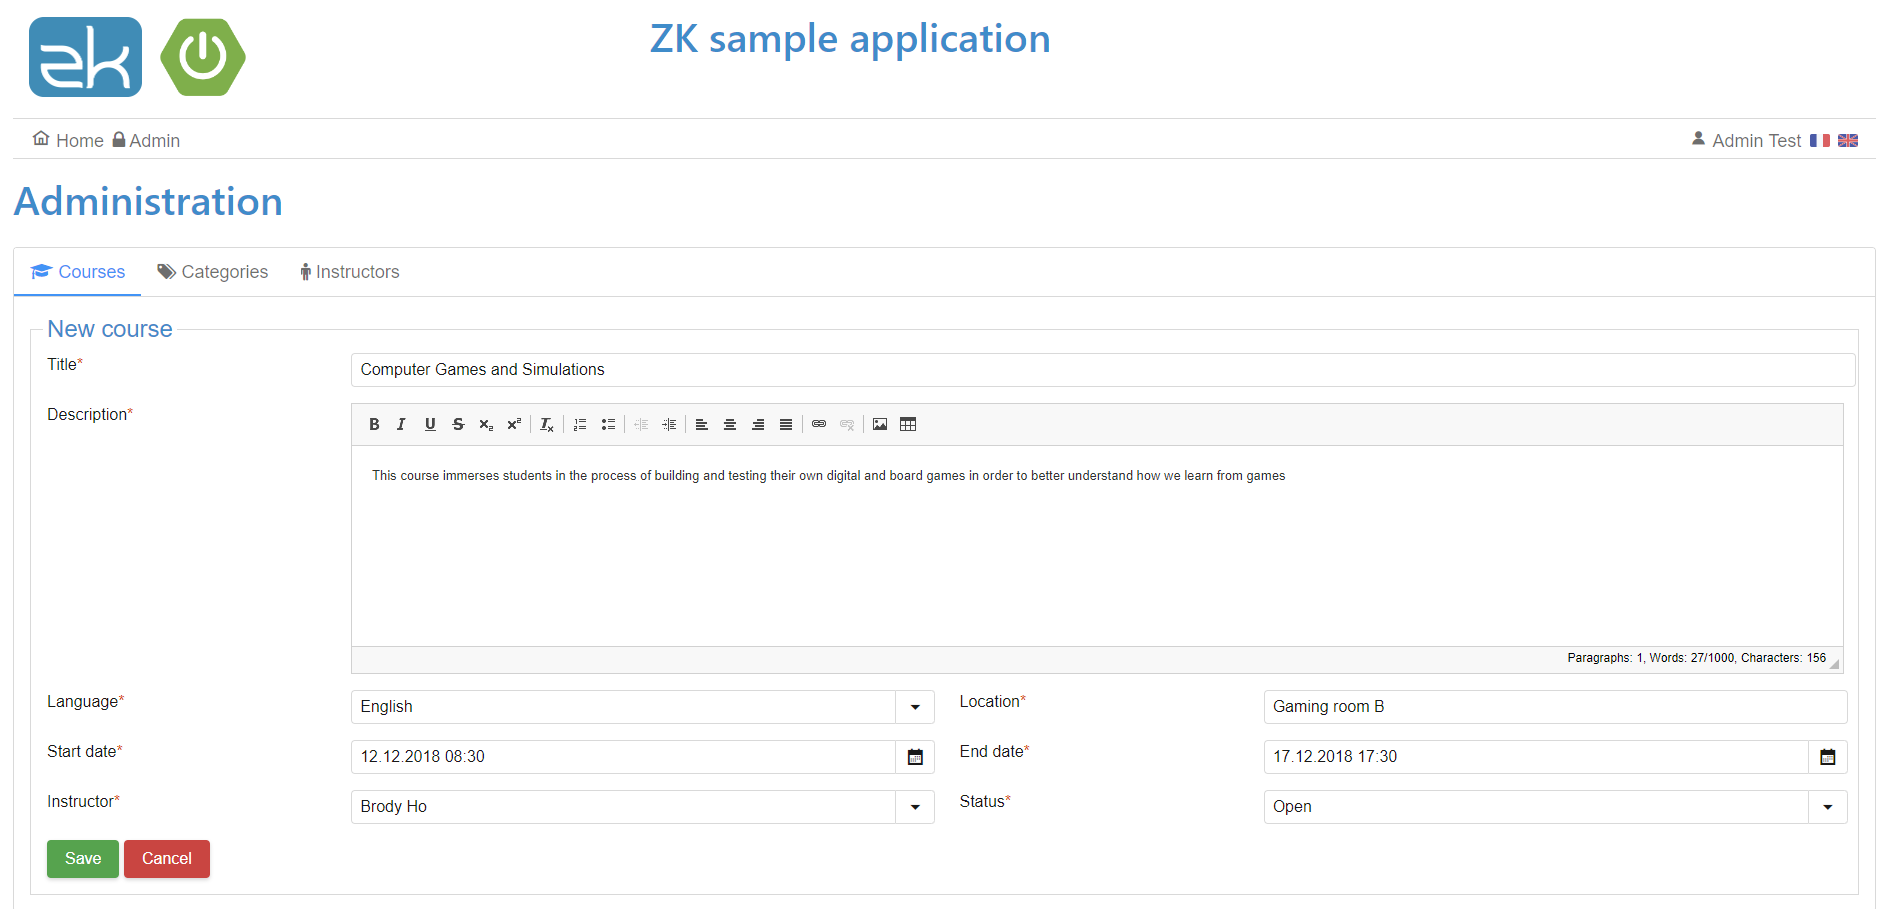 zk
ZK sample application
Home Admin
Admin Test
Administration
Courses Categories Instructors
New course
Title*
Computer Games and Simulations
Description*
B I U S x₂ x² Tx
This course immerses students in the process of building and testing their own digital and board games in order to better understand how we learn from games
Paragraphs: 1, Words: 27/1000, Characters: 156
Language* English Location* Gaming room B
Start date* 12.12.2018 08:30 End date* 17.12.2018 17:30
Instructor* Brody Ho Status* Open
Save Cancel